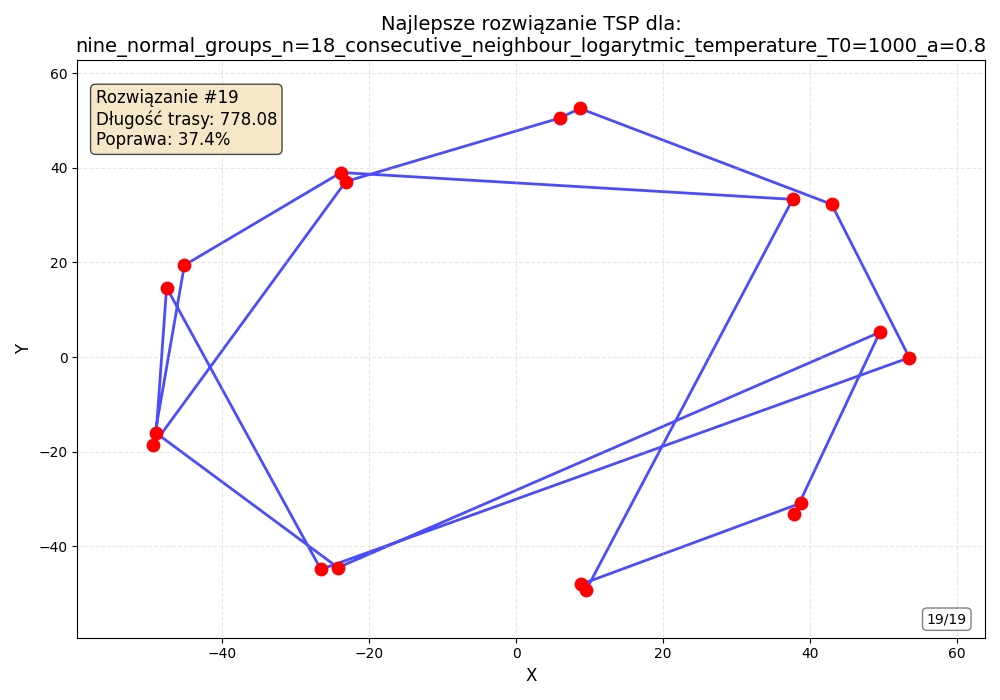 Najlepsze rozwiązanie TSP dla:
nine_normal_groups_n=18_consecutive_neighbour_logarytmic_temperature_T0=1000_a=0.8
Rozwiązanie #19
Długość trasy: 778.08
Poprawa: 37.4%
60
40
20
0
−20
−40
Y
19/19
−40 −20 0 20 40 60
X